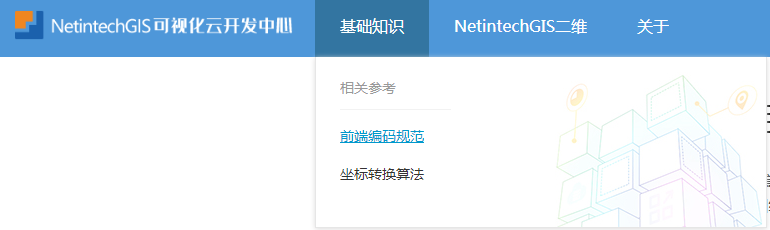 NetintechGIS可视化云开发中心
基础知识
NetintechGIS二维
关于
相关参考
前端编码规范
坐标转换算法